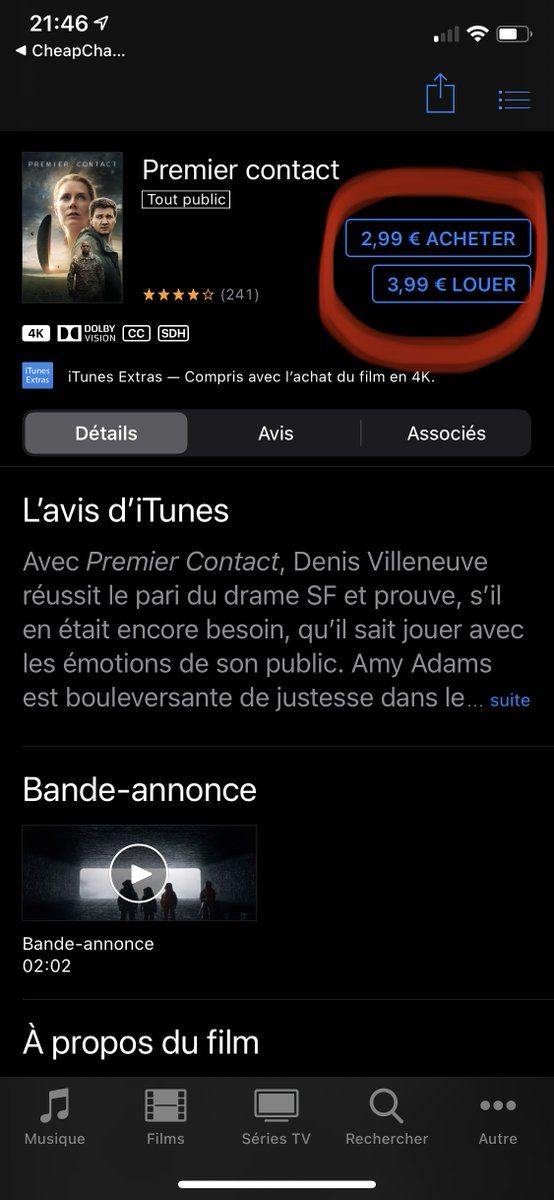 21:46
◀ CheapCha...
PREMIER CONTACT
Premier contact
Tout public
2,99 € ACHETER
3,99 € LOUER
★★★★☆ (241)
4K DOLBY VISION CC SDH
iTunes Extras
iTunes Extras — Compris avec l’achat du film en 4K.
Détails Avis Associés
L’avis d’iTunes
Avec Premier Contact, Denis Villeneuve
réussit le pari du drame SF et prouve, s’il
en était encore besoin, qu’il sait jouer avec
les émotions de son public. Amy Adams
est bouleversante de justesse dans le... suite
Bande-annonce
Bande-annonce
02:02
À propos du film
Musique Films Séries TV Rechercher Autre